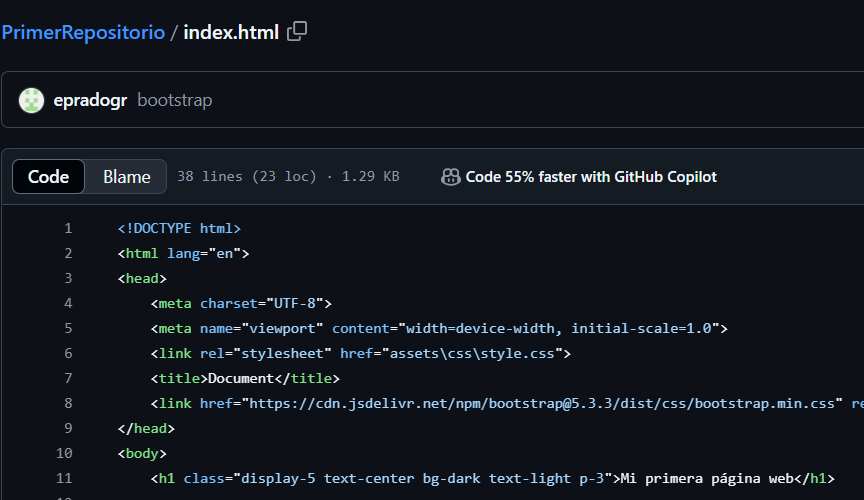 PrimerRepositorio / index.html
epradogr bootstrap
Code Blame 38 lines (23 loc) · 1.29 KB Code 55% faster with GitHub Copilot
1 <!DOCTYPE html>
2 <html lang="en">
3 <head>
4 <meta charset="UTF-8">
5 <meta name="viewport" content="width=device-width, initial-scale=1.0">
6 <link rel="stylesheet" href="assets\css\style.css">
7 <title>Document</title>
8 <link href="https://cdn.jsdelivr.net/npm/bootstrap@5.3.3/dist/css/bootstrap.min.css" re
9 </head>
10 <body>
11 <h1 class="display-5 text-center bg-dark text-light p-3">Mi primera página web</h1>